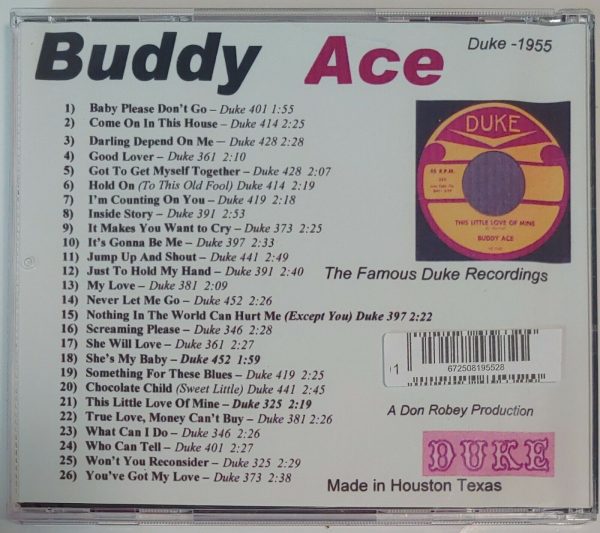 Buddy Ace
Duke -1955
1) Baby Please Don't Go – Duke 401 1:55
2) Come On In This House – Duke 414 2:25
3) Darling Depend On Me – Duke 428 2:28
4) Good Lover – Duke 361 2:10
5) Got To Get Myself Together – Duke 428 2:07
6) Hold On (To This Old Fool) Duke 414 2:19
7) I'm Counting On You – Duke 419 2:18
8) Inside Story – Duke 391 2:53
9) It Makes You Want to Cry – Duke 373 2:25
10) It's Gonna Be Me – Duke 397 2:33
11) Jump Up And Shout – Duke 441 2:49
12) Just To Hold My Hand – Duke 391 2:40
13) My Love – Duke 381 2:09
14) Never Let Me Go – Duke 452 2:26
15) Nothing In The World Can Hurt Me (Except You) Duke 397 2:22
16) Screaming Please – Duke 346 2:28
17) She Will Love – Duke 361 2:27
18) She's My Baby – Duke 452 1:59
19) Something For These Blues – Duke 419 2:25
20) Chocolate Child (Sweet Little) Duke 441 2:45
21) This Little Love Of Mine – Duke 325 2:19
22) True Love, Money Can't Buy – Duke 381 2:26
23) What Can I Do – Duke 346 2:26
24) Who Can Tell – Duke 401 2:27
25) Won't You Reconsider – Duke 325 2:29
26) You've Got My Love – Duke 373 2:38
DUKE
45 R.P.M.
THIS LITTLE LOVE OF MINE
BUDDY ACE
The Famous Duke Recordings
01
672508195528
A Don Robey Production
DUKE
Made in Houston Texas